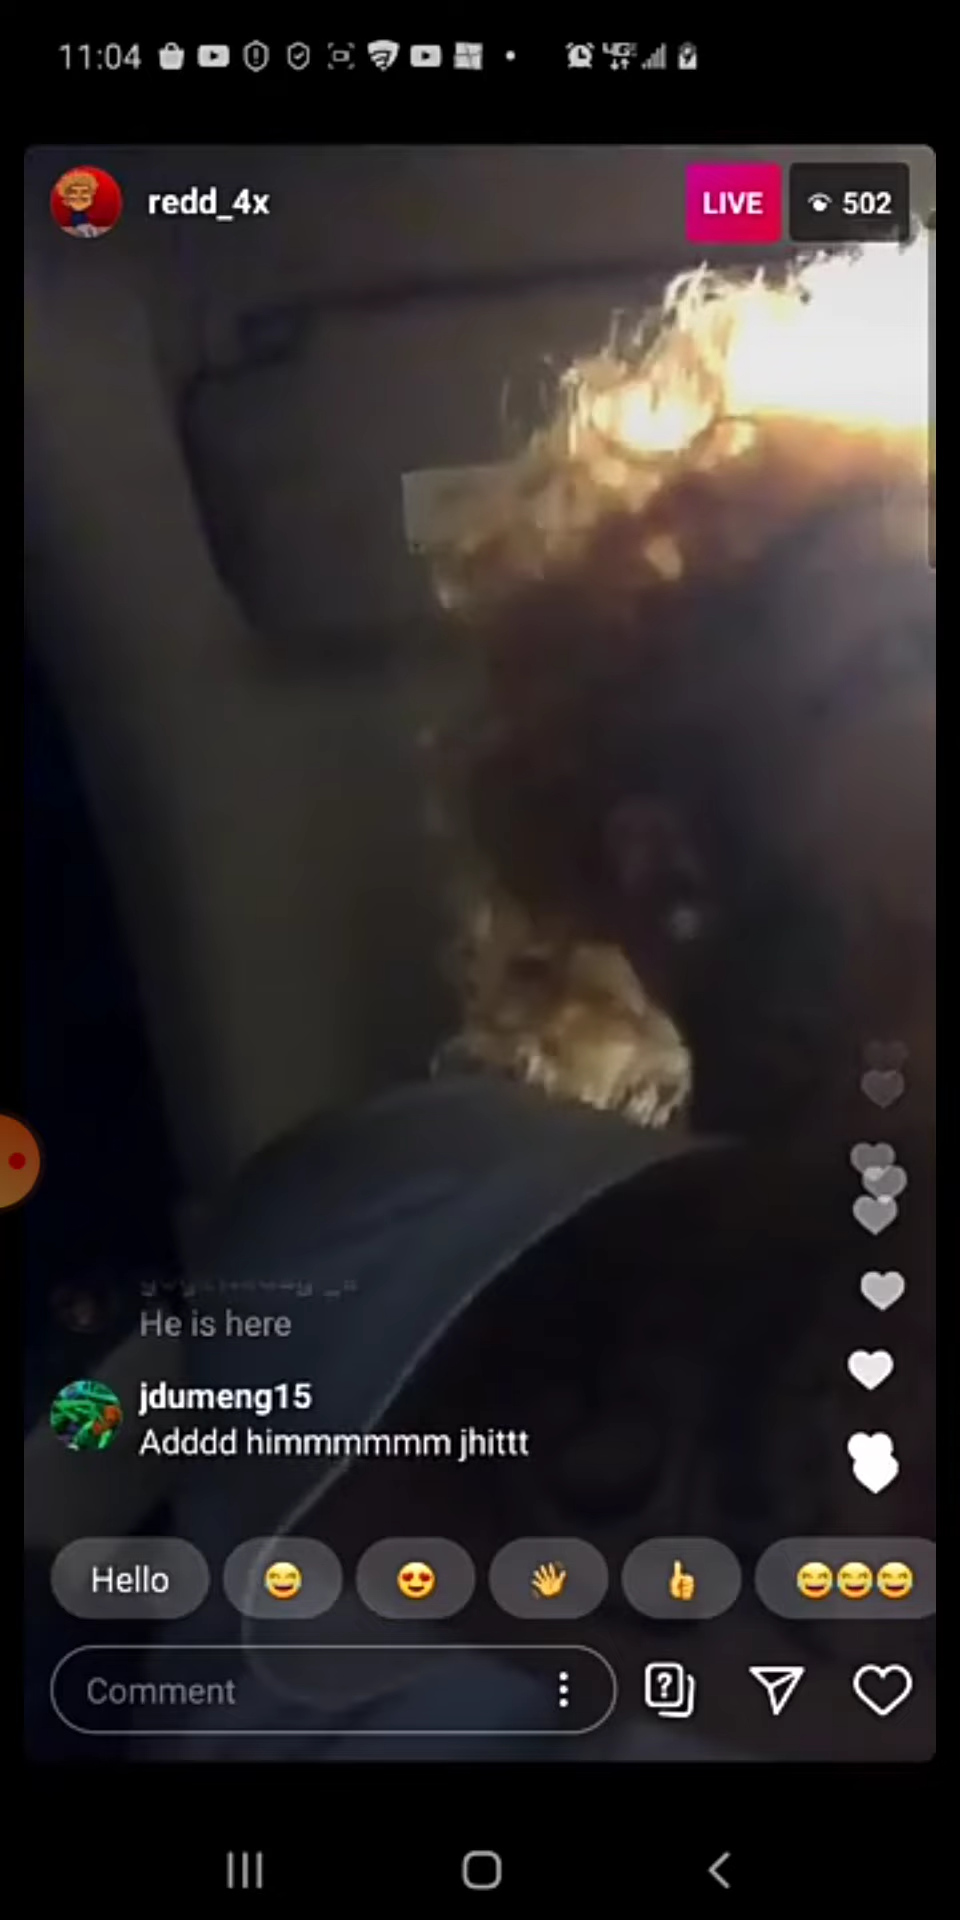 11:04
redd_4x
LIVE
502
He is here
jdumeng15
Adddd himmmmmm jhittt
Hello
Comment